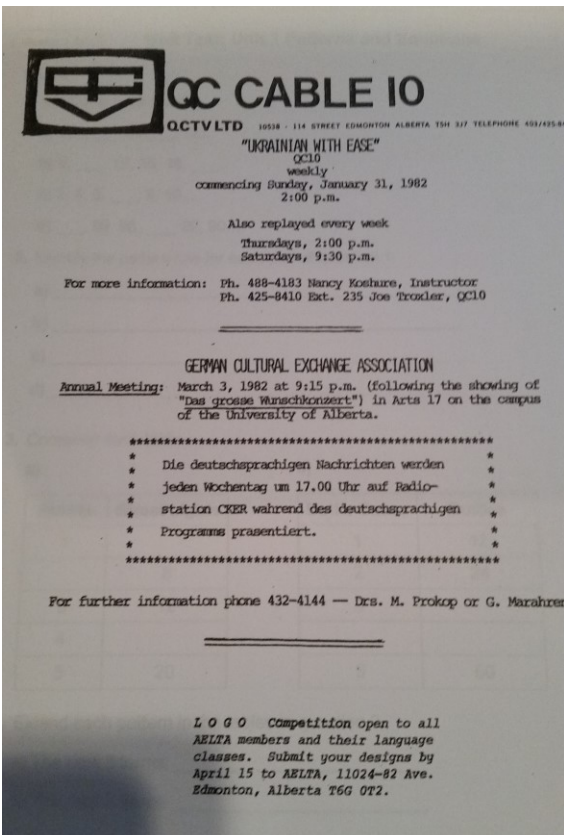 QC CABLE 10
QCTV LTD 10538 - 114 STREET EDMONTON ALBERTA T5H 3J7 TELEPHONE 403/425-
"UKRAINIAN WITH EASE"
QC10
weekly
commencing Sunday, January 31, 1982
2:00 p.m.
Also replayed every week
Thursdays, 2:00 p.m.
Saturdays, 9:30 p.m.
For more information: Ph. 488-4183 Nancy Koshure, Instructor
Ph. 425-8410 Ext. 235 Joe Troxler, QC10
GERMAN CULTURAL EXCHANGE ASSOCIATION
Annual Meeting: March 3, 1982 at 9:15 p.m. (following the showing of
"Das grosse Wunschkonzert") in Arts 17 on the campus
of the University of Alberta.
Die deutschsprachigen Nachrichten werden
jeden Wochentag um 17.00 Uhr auf Radio-
station CKER wahrend des deutschsprachigen
Programms prasentiert.
For further information phone 432-4144 — Drs. M. Prokop or G. Marahren
L O G O Competition open to all
AELTA members and their language
classes. Submit your designs by
April 15 to AELTA, 11024-82 Ave.
Edmonton, Alberta T6G 0T2.